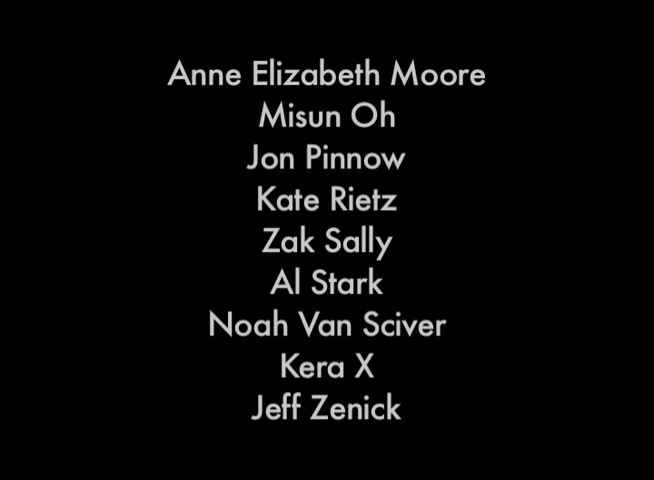 Anne Elizabeth Moore
Misun Oh
Jon Pinnow
Kate Rietz
Zak Sally
Al Stark
Noah Van Sciver
Kera X
Jeff Zenick